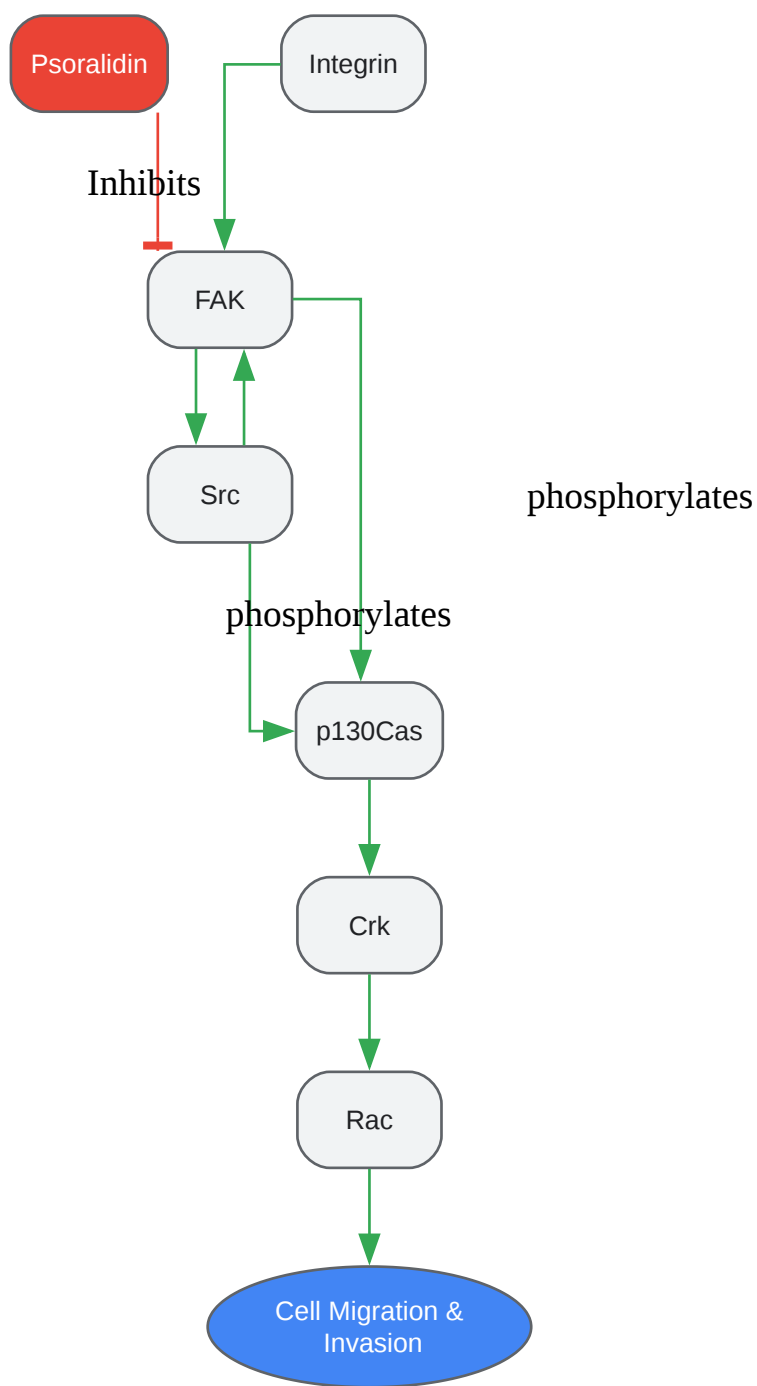 Psoralidin
Integrin
Inhibits
FAK
Src
phosphorylates
phosphorylates
p130Cas
Crk
Rac
Cell Migration &
Invasion